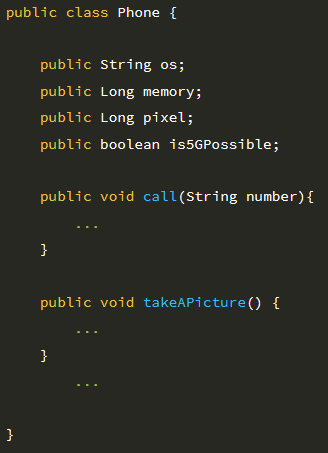 public class Phone {
public String os;
public Long memory;
public Long pixel;
public boolean is5GPossible;
public void call(String number){
...
}
public void takeAPicture() {
...
}
...
}